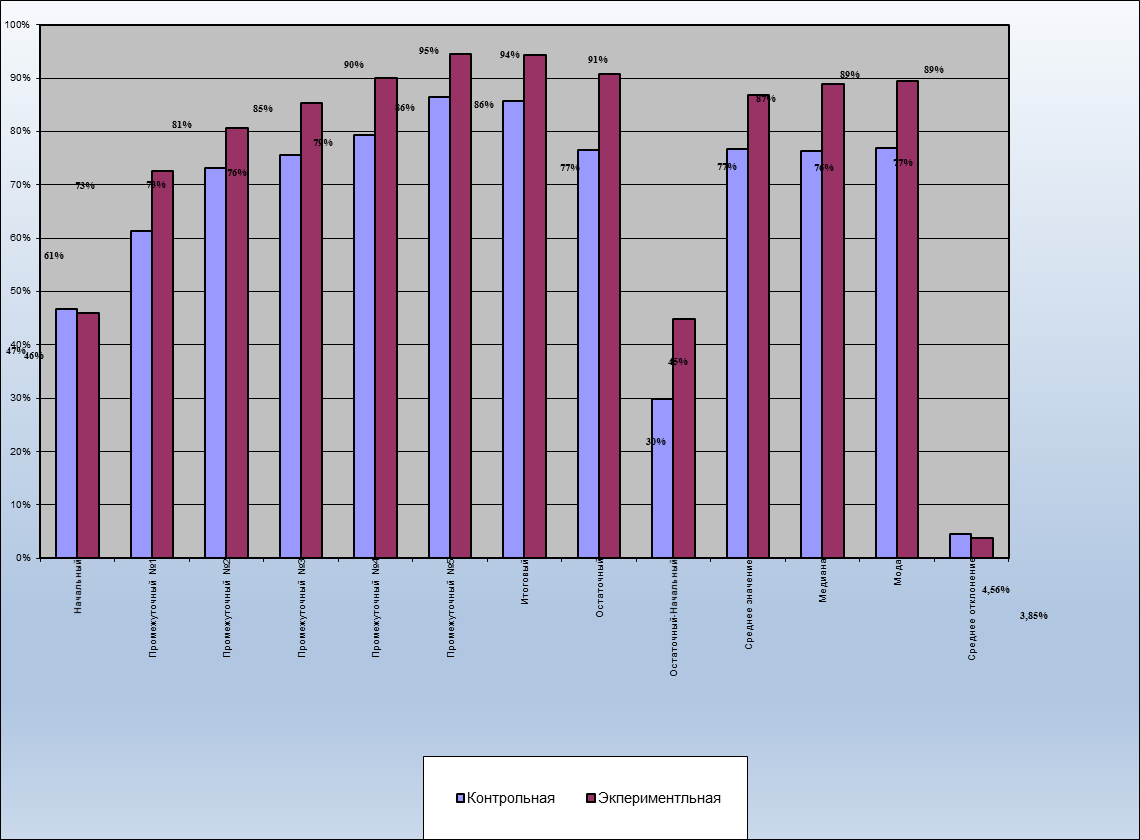 100%
90%
80%
70%
60%
50%
40%
30%
20%
10%
0%
47%
46%
61%
73%
73%
81%
76%
85%
79%
90%
86%
95%
86%
94%
77%
91%
30%
45%
77%
87%
76%
89%
77%
89%
4,56%
3,85%
Начальный
Промежуточный №1
Промежуточный №2
Промежуточный №3
Промежуточный №4
Промежуточный №5
Итоговый
Остаточный
Остаточный-Начальный
Среднее значение
Медиана
Мода
Среднее отклонение
Контрольная
Экпериментльная